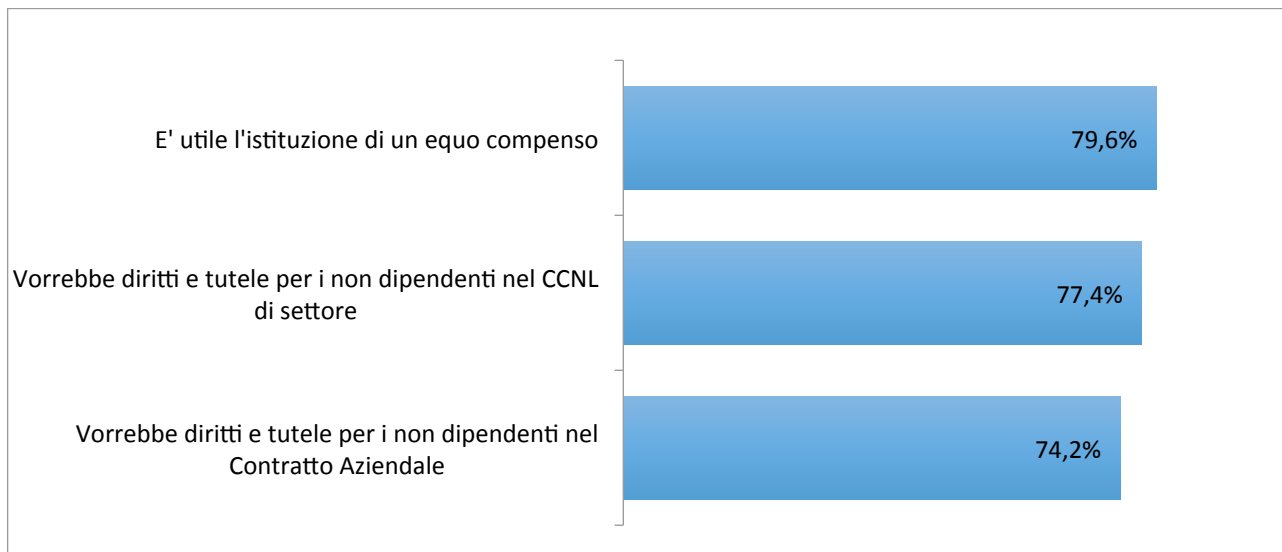 E' utile l'istituzione di un equo compenso
79,6%
Vorrebbe diritti e tutele per i non dipendenti nel CCNL
di settore
77,4%
Vorrebbe diritti e tutele per i non dipendenti nel
Contratto Aziendale
74,2%